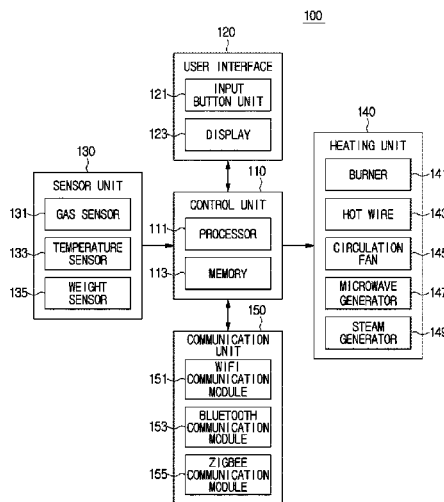 100
120
USER INTERFACE
121
INPUT
BUTTON UNIT
123
DISPLAY
130
SENSOR UNIT
131
GAS SENSOR
133
TEMPERATURE
SENSOR
135
WEIGHT
SENSOR
110
CONTROL UNIT
111
PROCESSOR
113
MEMORY
140
HEATING UNIT
BURNER
141
HOT WIRE
143
CIRCULATION
FAN
145
MICROWAVE
GENERATOR
147
STEAM
GENERATOR
149
150
COMMUNICATION
UNIT
151
WIFI
COMMUNICATION
MODULE
153
BLUETOOTH
COMMUNICATION
MODULE
155
ZIGBEE
COMMUNICATION
MODULE